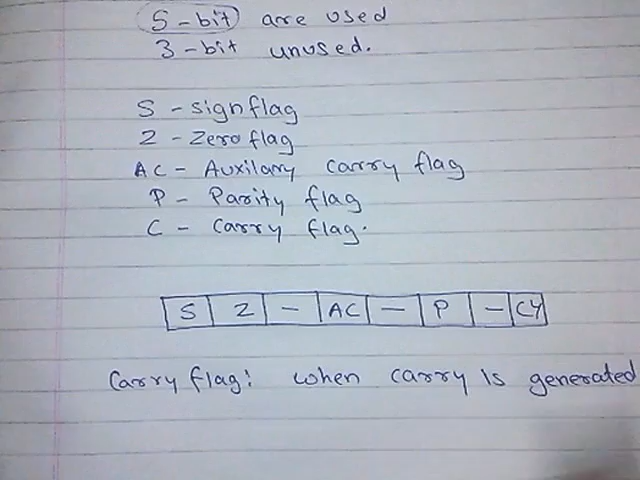 5-bit are used
3-bit unused.
S - signflag
Z - Zero flag
AC - Auxilary carry flag
P - Parity flag
C - Carry flag.
S Z - AC - P - CY
Carry flag: when carry is generated